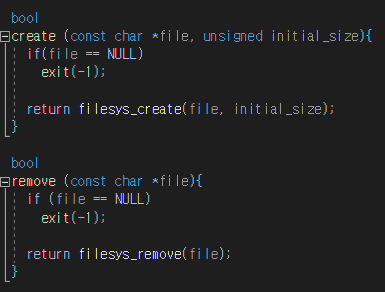 bool
create (const char *file, unsigned initial_size){
if(file == NULL)
exit(-1);
return filesys_create(file, initial_size);
}
bool
remove (const char *file){
if (file == NULL)
exit(-1);
return filesys_remove(file);
}